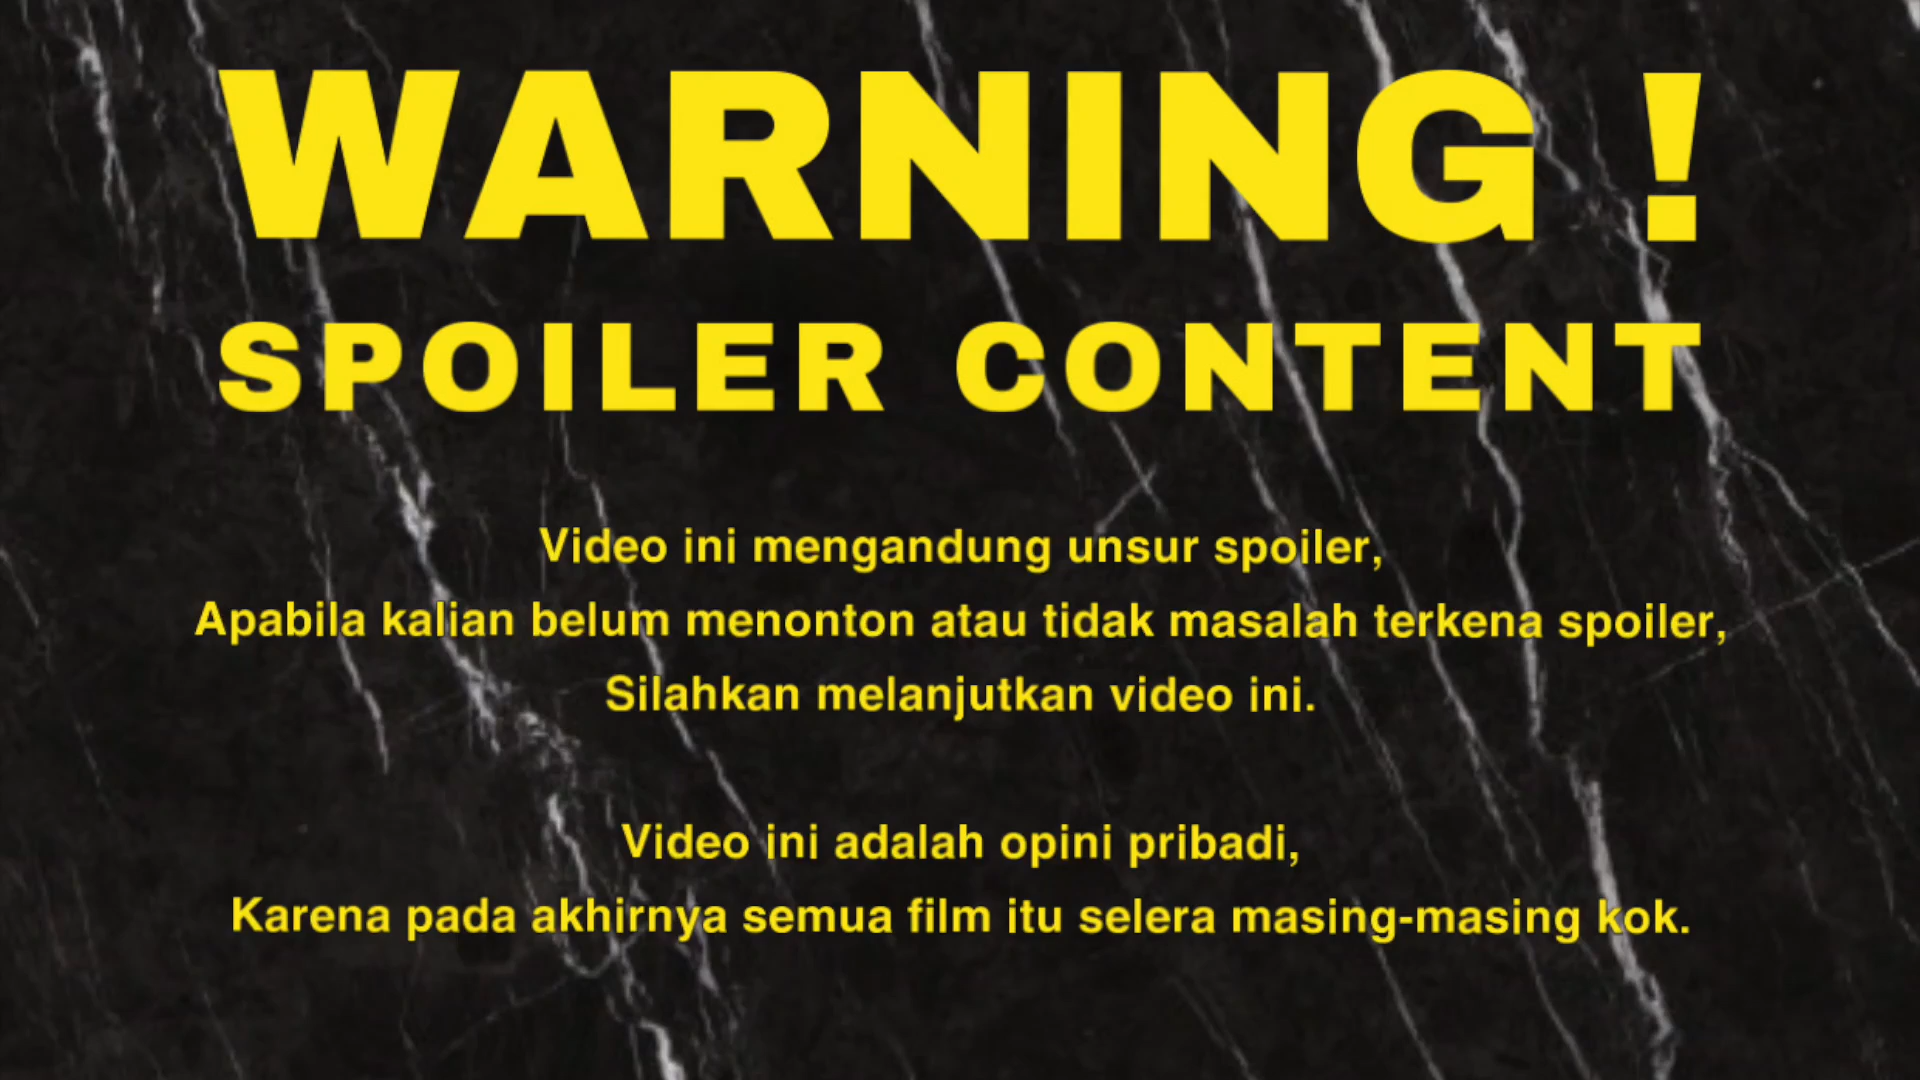 WARNING !
SPOILER CONTENT
Video ini mengandung unsur spoiler,
Apabila kalian belum menonton atau tidak masalah terkena spoiler,
Silahkan melanjutkan video ini.
Video ini adalah opini pribadi,
Karena pada akhirnya semua film itu selera masing-masing kok.